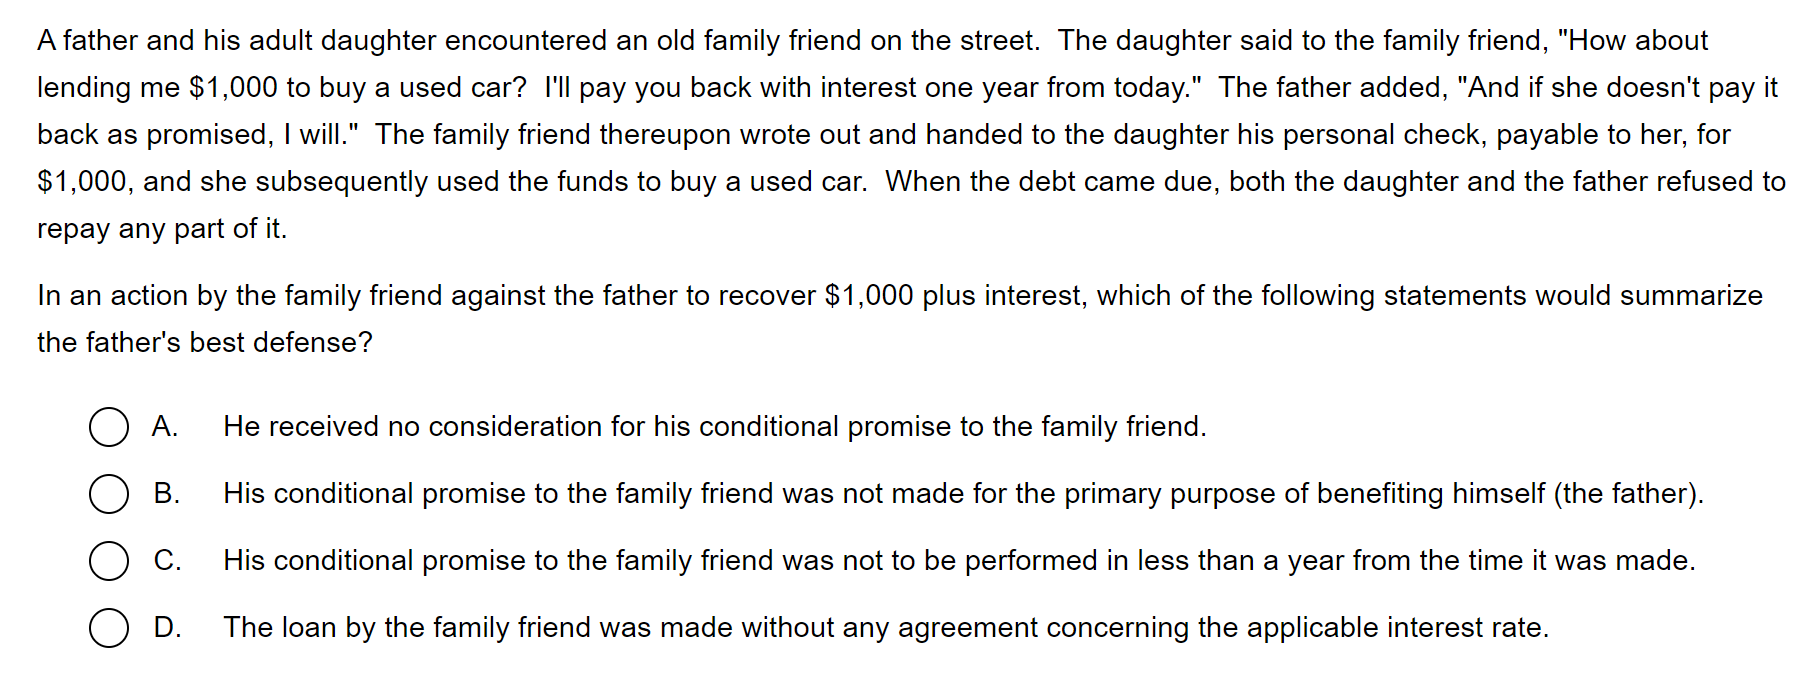 A father and his adult daughter encountered an old family friend on the street.  The daughter said to the family friend, "How about
lending me $1,000 to buy a used car?  I'll pay you back with interest one year from today."  The father added, "And if she doesn't pay it
back as promised, I will."  The family friend thereupon wrote out and handed to the daughter his personal check, payable to her, for
$1,000, and she subsequently used the funds to buy a used car.  When the debt came due, both the daughter and the father refused to
repay any part of it.
In an action by the family friend against the father to recover $1,000 plus interest, which of the following statements would summarize
the father's best defense?
A. He received no consideration for his conditional promise to the family friend.
B. His conditional promise to the family friend was not made for the primary purpose of benefiting himself (the father).
C. His conditional promise to the family friend was not to be performed in less than a year from the time it was made.
D. The loan by the family friend was made without any agreement concerning the applicable interest rate.